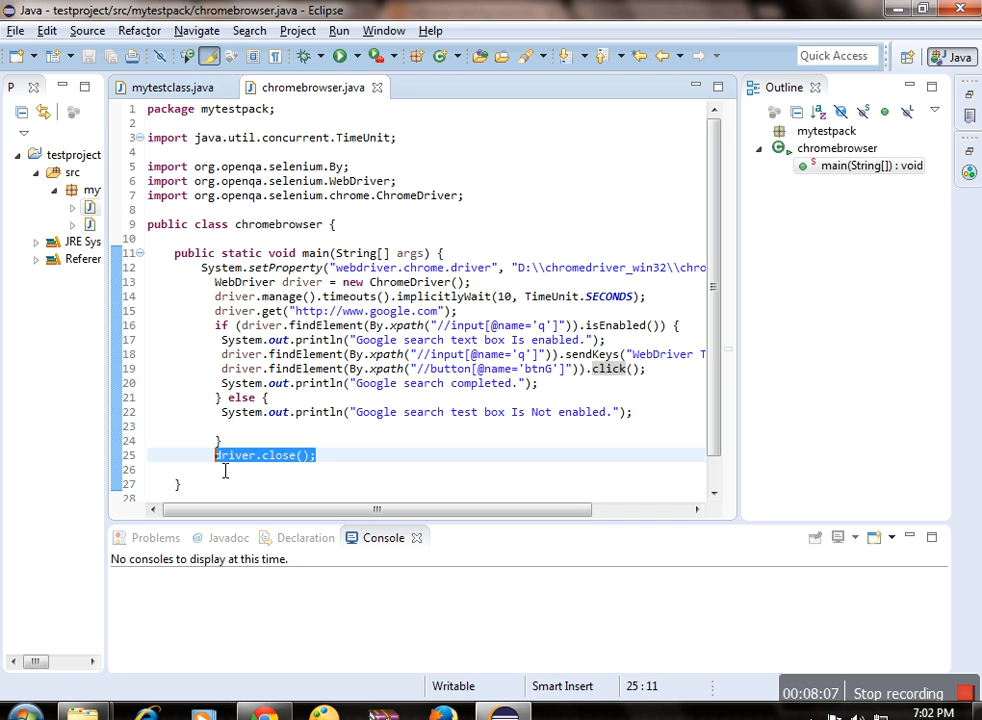 Java - testproject/src/mytestpack/chromebrowser.java - Eclipse
File Edit Source Refactor Navigate Search Project Run Window Help
Quick Access
Java
P
mytestclass.java
chromebrowser.java
Outline
testproject
src
my
JRE Sys
Referer
1 package mytestpack;
2
3 import java.util.concurrent.TimeUnit;
4
5 import org.openqa.selenium.By;
6 import org.openqa.selenium.WebDriver;
7 import org.openqa.selenium.chrome.ChromeDriver;
8
9 public class chromebrowser {
10
11 public static void main(String[] args) {
12 System.setProperty("webdriver.chrome.driver", "D:\\chromedriver_win32\\chro
13 WebDriver driver = new ChromeDriver();
14 driver.manage().timeouts().implicitlyWait(10, TimeUnit.SECONDS);
15 driver.get("http://www.google.com");
16 if (driver.findElement(By.xpath("//input[@name='q']")).isEnabled()) {
17 System.out.println("Google search text box Is enabled.");
18 driver.findElement(By.xpath("//input[@name='q']")).sendKeys("WebDriver T
19 driver.findElement(By.xpath("//button[@name='btnG']")).click();
20 System.out.println("Google search completed.");
21 } else {
22 System.out.println("Google search test box Is Not enabled.");
23
24 }
25 driver.close();
26
27 }
28
mytestpack
chromebrowser
main(String[]) : void
Problems
Javadoc
Declaration
Console
No consoles to display at this time.
Writable
Smart Insert
25 : 11
00:08:07 Stop recording
7:02 PM